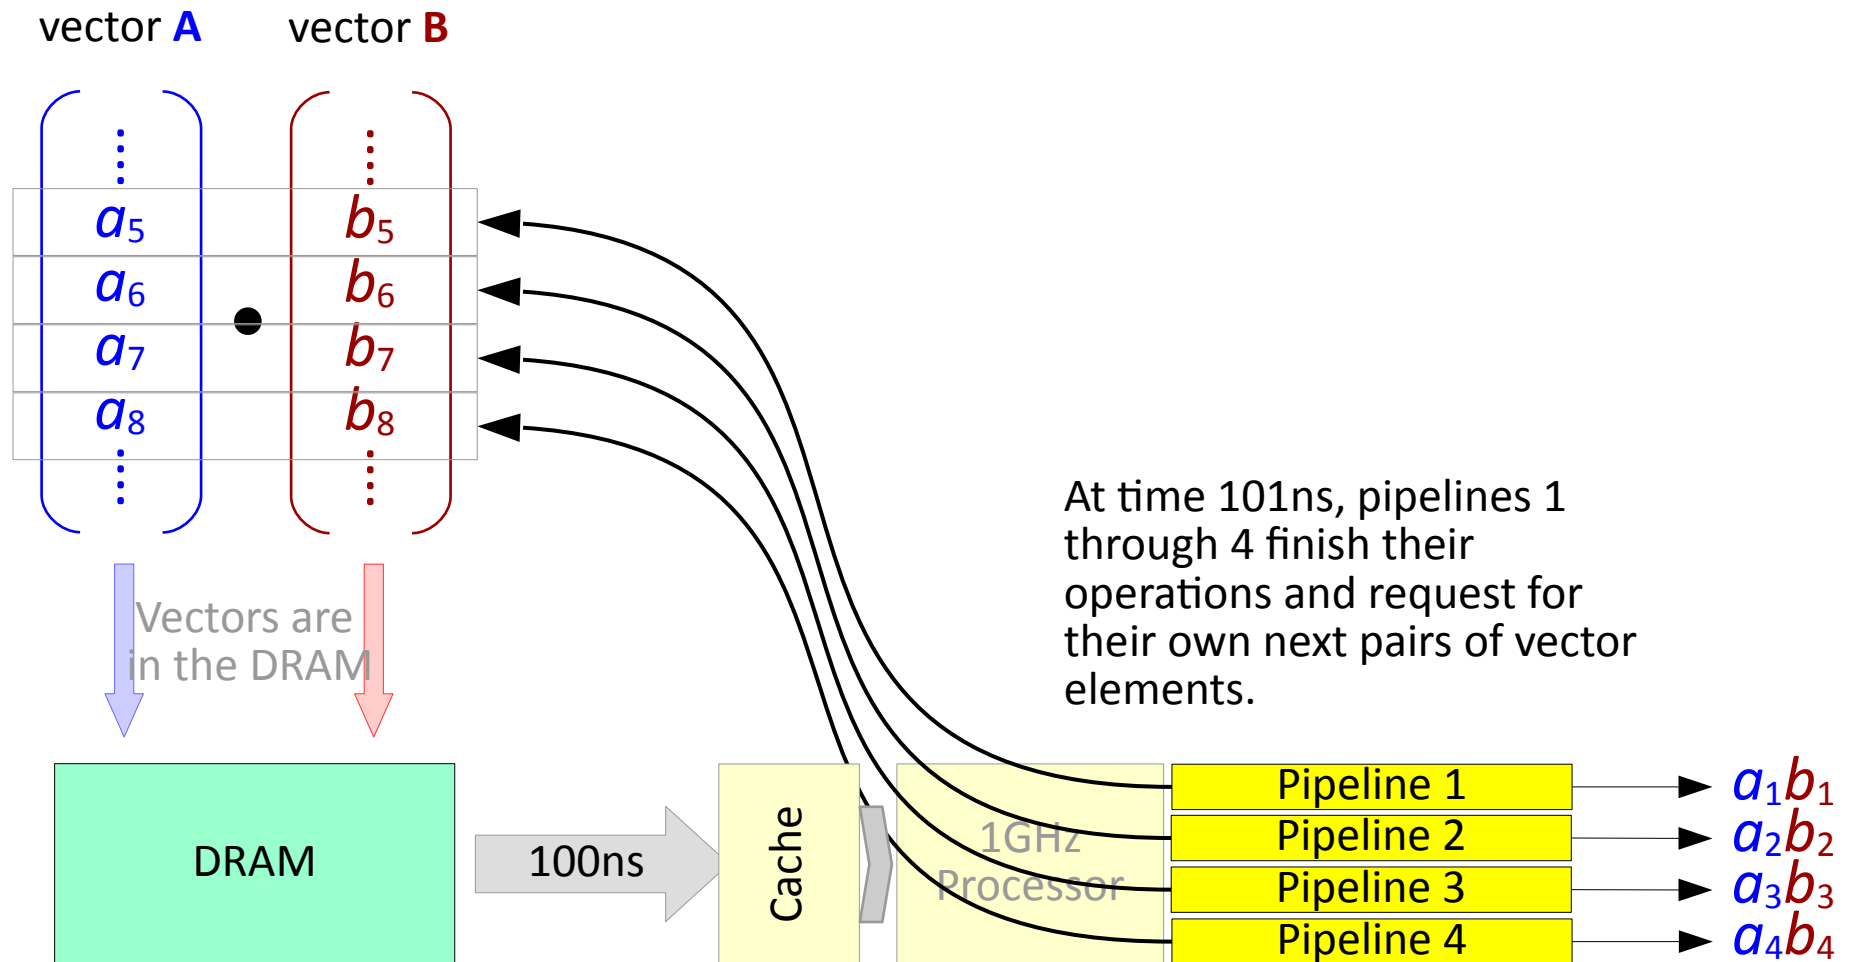 vector A vector B
a5 b5
a6 b6
a7 b7
a8 b8
At time 101ns, pipelines 1
through 4 finish their
operations and request for
their own next pairs of vector
elements.
Vectors are
in the DRAM
DRAM
100ns
Cache
1GHz
Processor
Pipeline 1 a1b1
Pipeline 2 a2b2
Pipeline 3 a3b3
Pipeline 4 a4b4